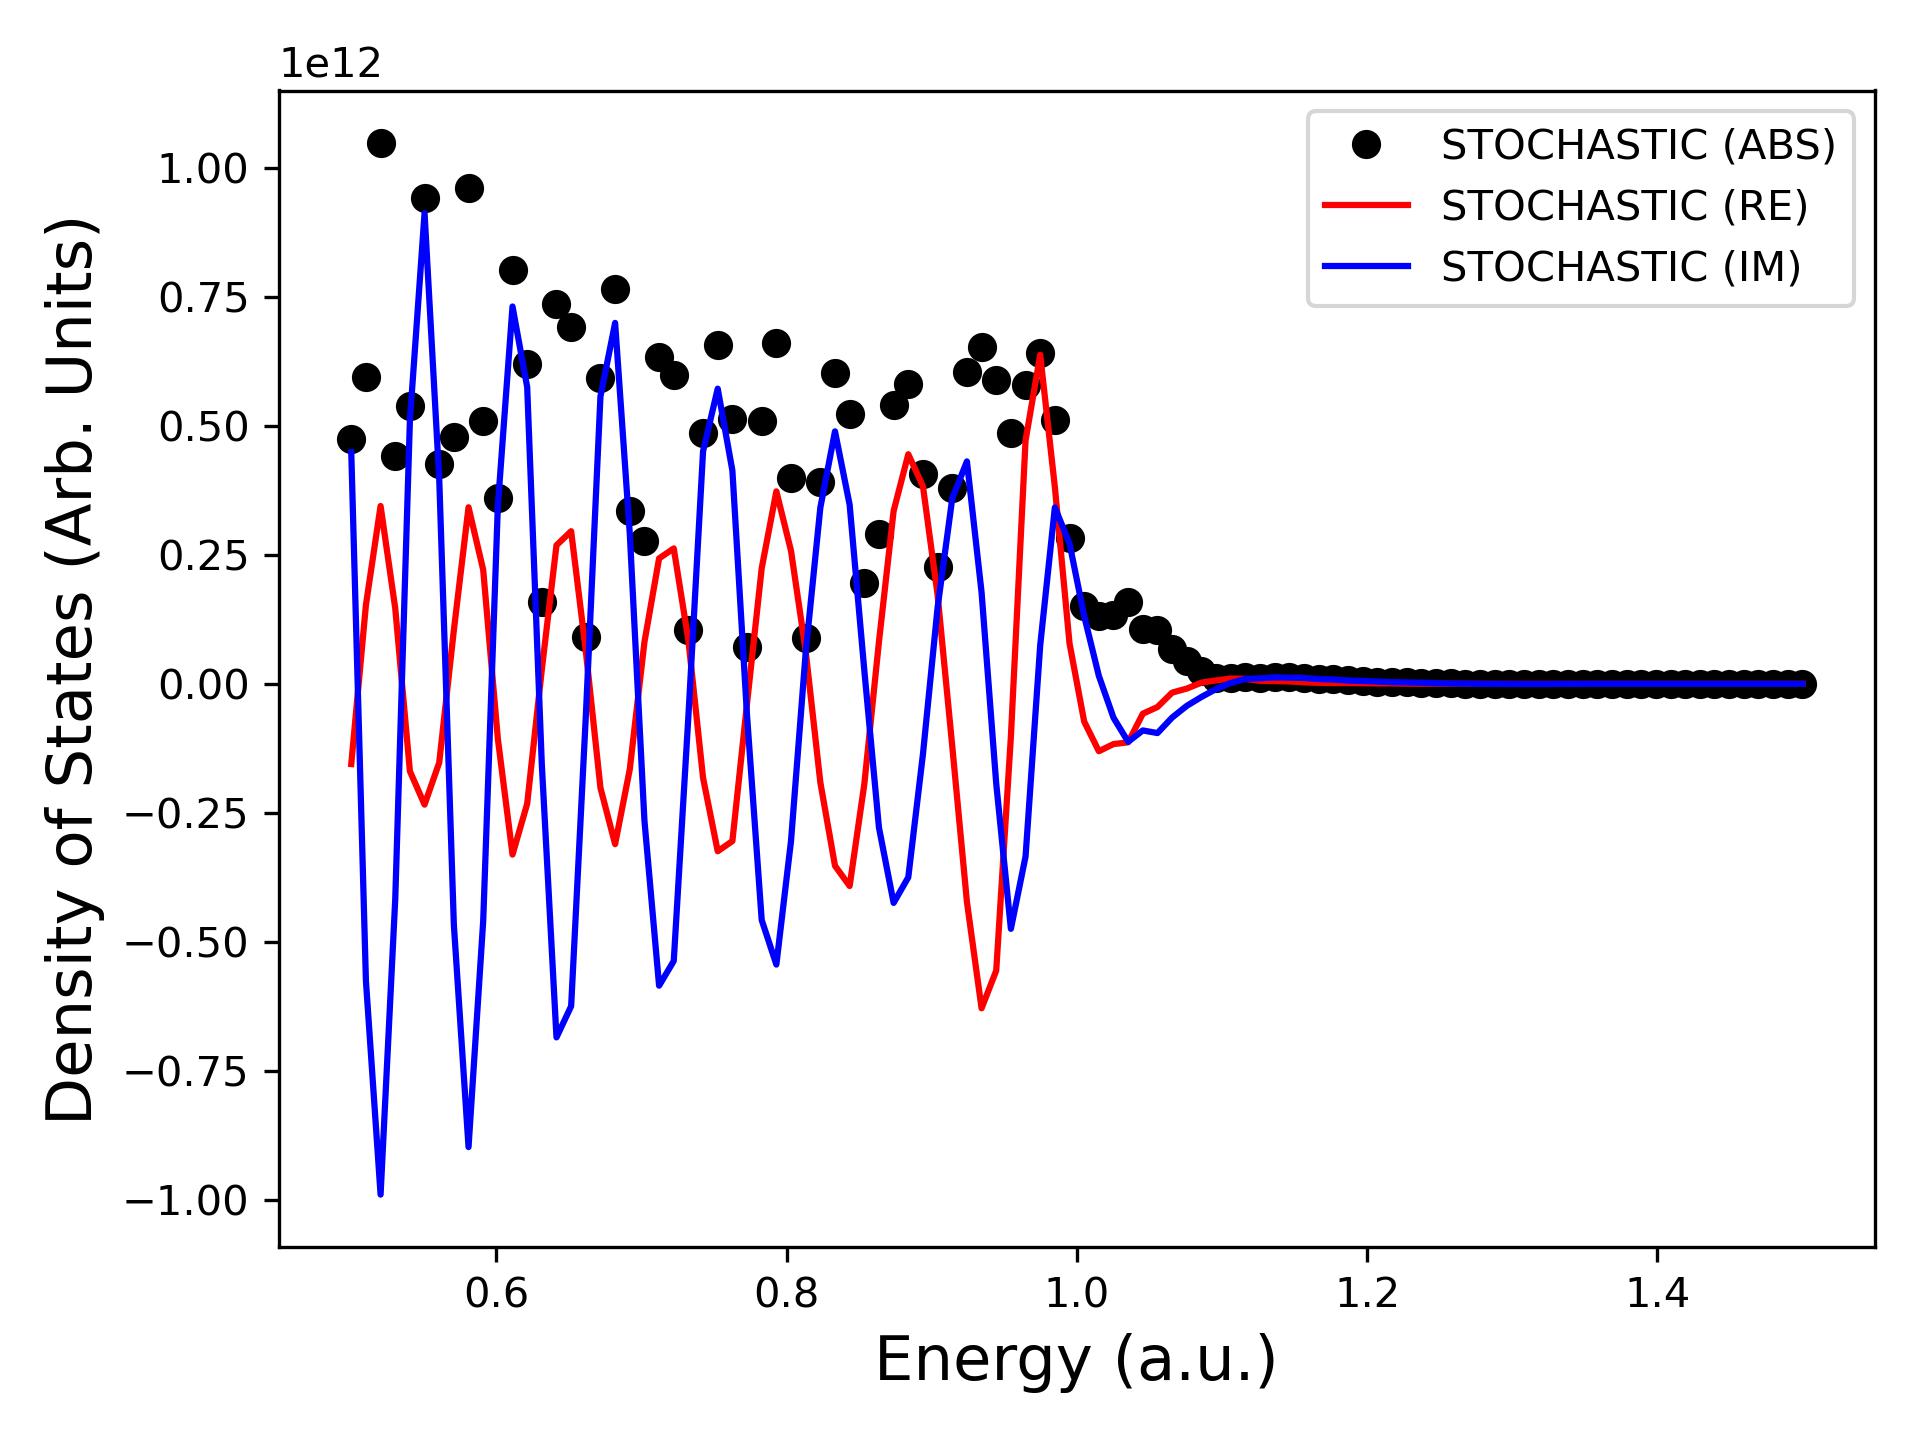 1e12
STOCHASTIC (ABS)
STOCHASTIC (RE)
STOCHASTIC (IM)
1.00
0.75
0.50
0.25
0.00
−0.25
−0.50
−0.75
−1.00
Density of States (Arb. Units)
0.6 0.8 1.0 1.2 1.4
Energy (a.u.)